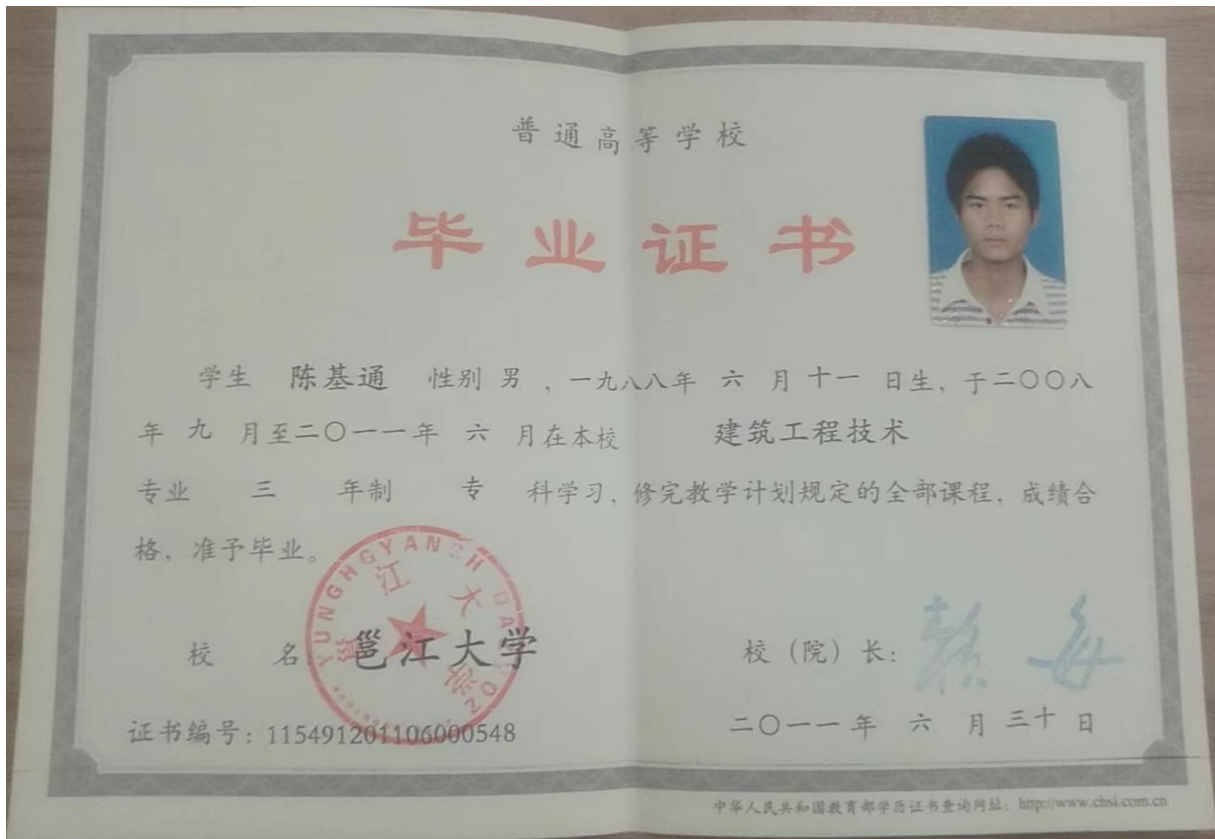 普通高等学校
毕业证书
学生 陈基通 性别 男 ，一九八八年 六 月 十一 日生，于二〇〇八
年 九 月至二〇一一年 六 月在本校 建筑工程技术
专业 三 年制 专 科学习，修完教学计划规定的全部课程，成绩合
格，准予毕业。
YUNGHGYANGH DAYOZ
邕江大学
校 名： 邕江大学
校（院）长：
证书编号：115491201106000548
二〇一一年 六 月 三十 日
中华人民共和国教育部学历证书查询网址：http://www.chsi.com.cn